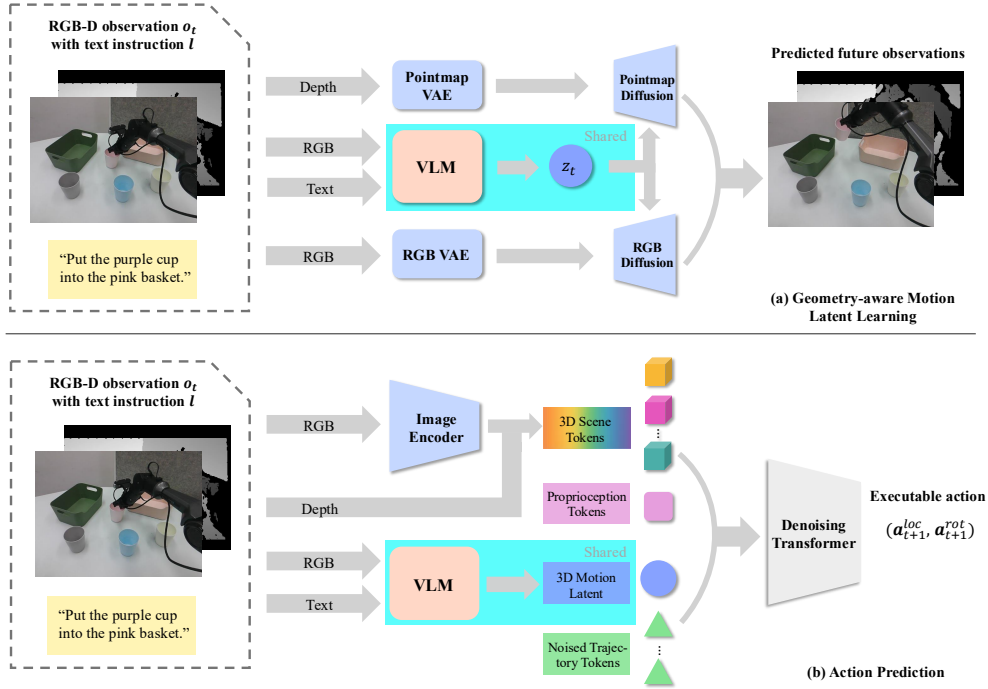 RGB-D observation o_t
with text instruction l
"Put the purple cup
into the pink basket."
Depth
RGB
Text
RGB
Pointmap
VAE
VLM
z_t
Shared
RGB VAE
Pointmap
Diffusion
RGB
Diffusion
Predicted future observations
(a) Geometry-aware Motion
Latent Learning
RGB-D observation o_t
with text instruction l
"Put the purple cup
into the pink basket."
RGB
Depth
RGB
Text
Image
Encoder
VLM
3D Scene
Tokens
Proprioception
Tokens
Shared
3D Motion
Latent
Noised Trajec-
tory Tokens
Denoising
Transformer
Executable action
(a_{t+1}^{loc}, a_{t+1}^{rot})
(b) Action Prediction